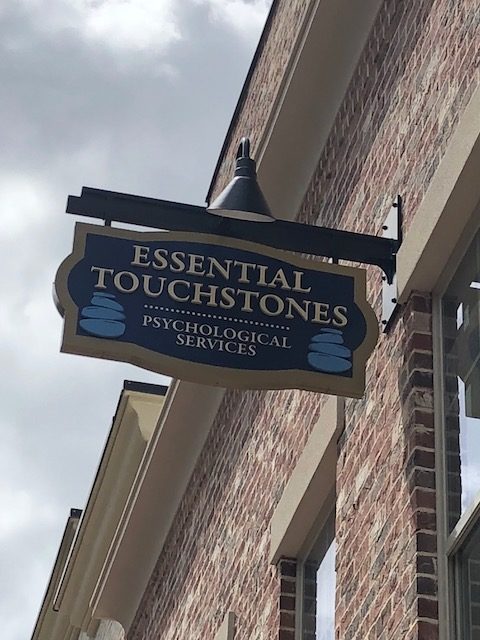 ESSENTIAL
TOUCHSTONES
PSYCHOLOGICAL
SERVICES